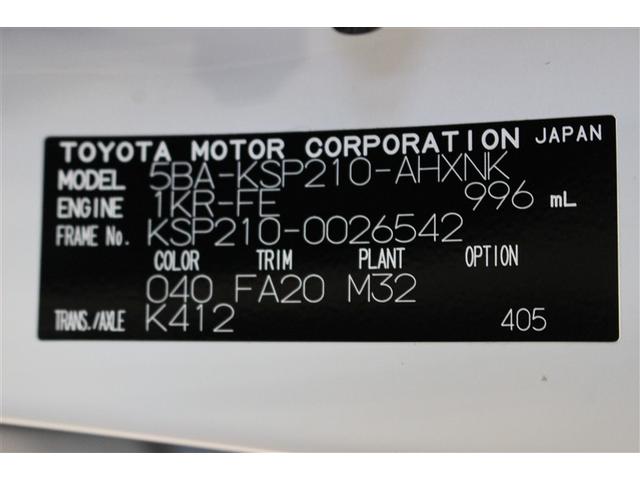 TOYOTA MOTOR CORPORATION JAPAN
MODEL 5BA-KSP210-AHXNK
ENGINE 1KR-FE 996 mL
FRAME No. KSP210-0026542
COLOR TRIM PLANT OPTION
040 FA20 M32
TRANS./AXLE K412 405